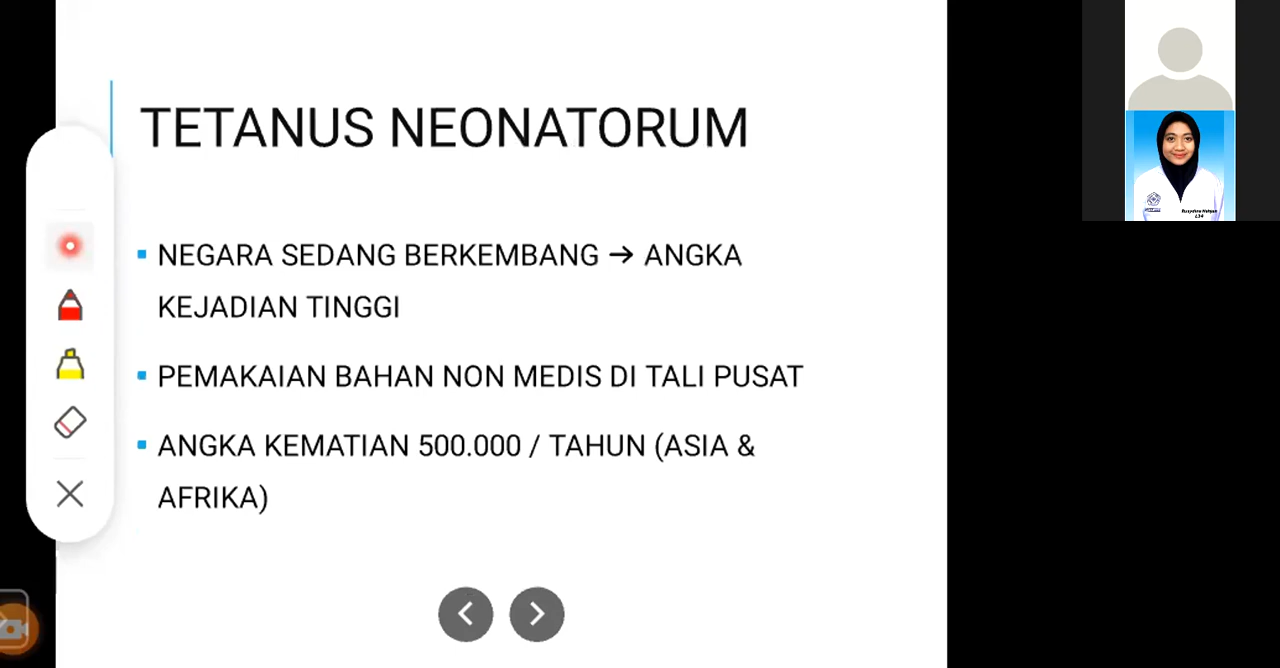 TETANUS NEONATORUM
▪ NEGARA SEDANG BERKEMBANG → ANGKA
KEJADIAN TINGGI
▪ PEMAKAIAN BAHAN NON MEDIS DI TALI PUSAT
▪ ANGKA KEMATIAN 500.000 / TAHUN (ASIA &
AFRIKA)